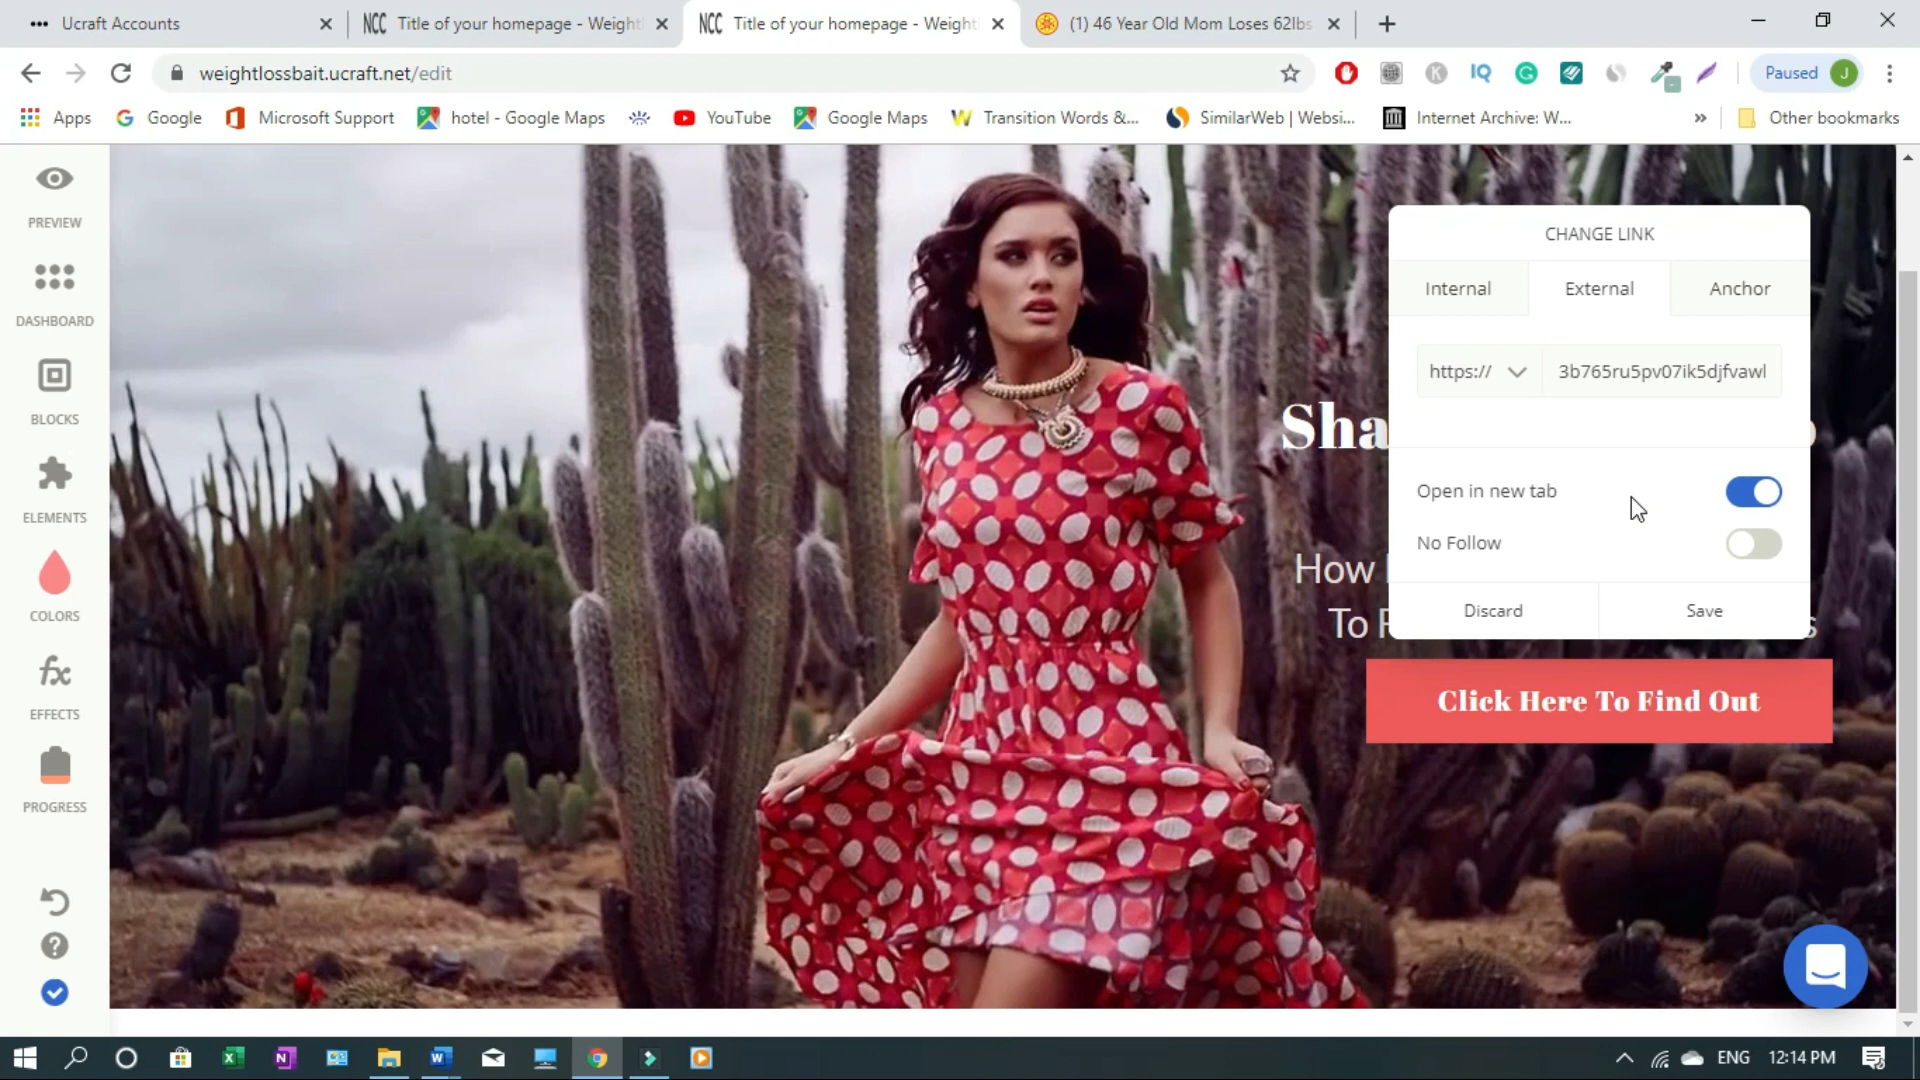 Ucraft Accounts
NCC Title of your homepage - Weight
NCC Title of your homepage - Weight
(1) 46 Year Old Mom Loses 62lbs
weightlossbait.ucraft.net/edit
K
IQ
G
Paused J
Apps
Google
Microsoft Support
hotel - Google Maps
YouTube
Google Maps
Transition Words &...
SimilarWeb | Websi...
Internet Archive: W...
Other bookmarks
PREVIEW
DASHBOARD
BLOCKS
ELEMENTS
COLORS
fx
EFFECTS
PROGRESS
CHANGE LINK
Internal External Anchor
https:// 3b765ru5pv07ik5djfvawl
Open in new tab
No Follow
Discard Save
Sha
How
To F
s
Click Here To Find Out
ENG 12:14 PM